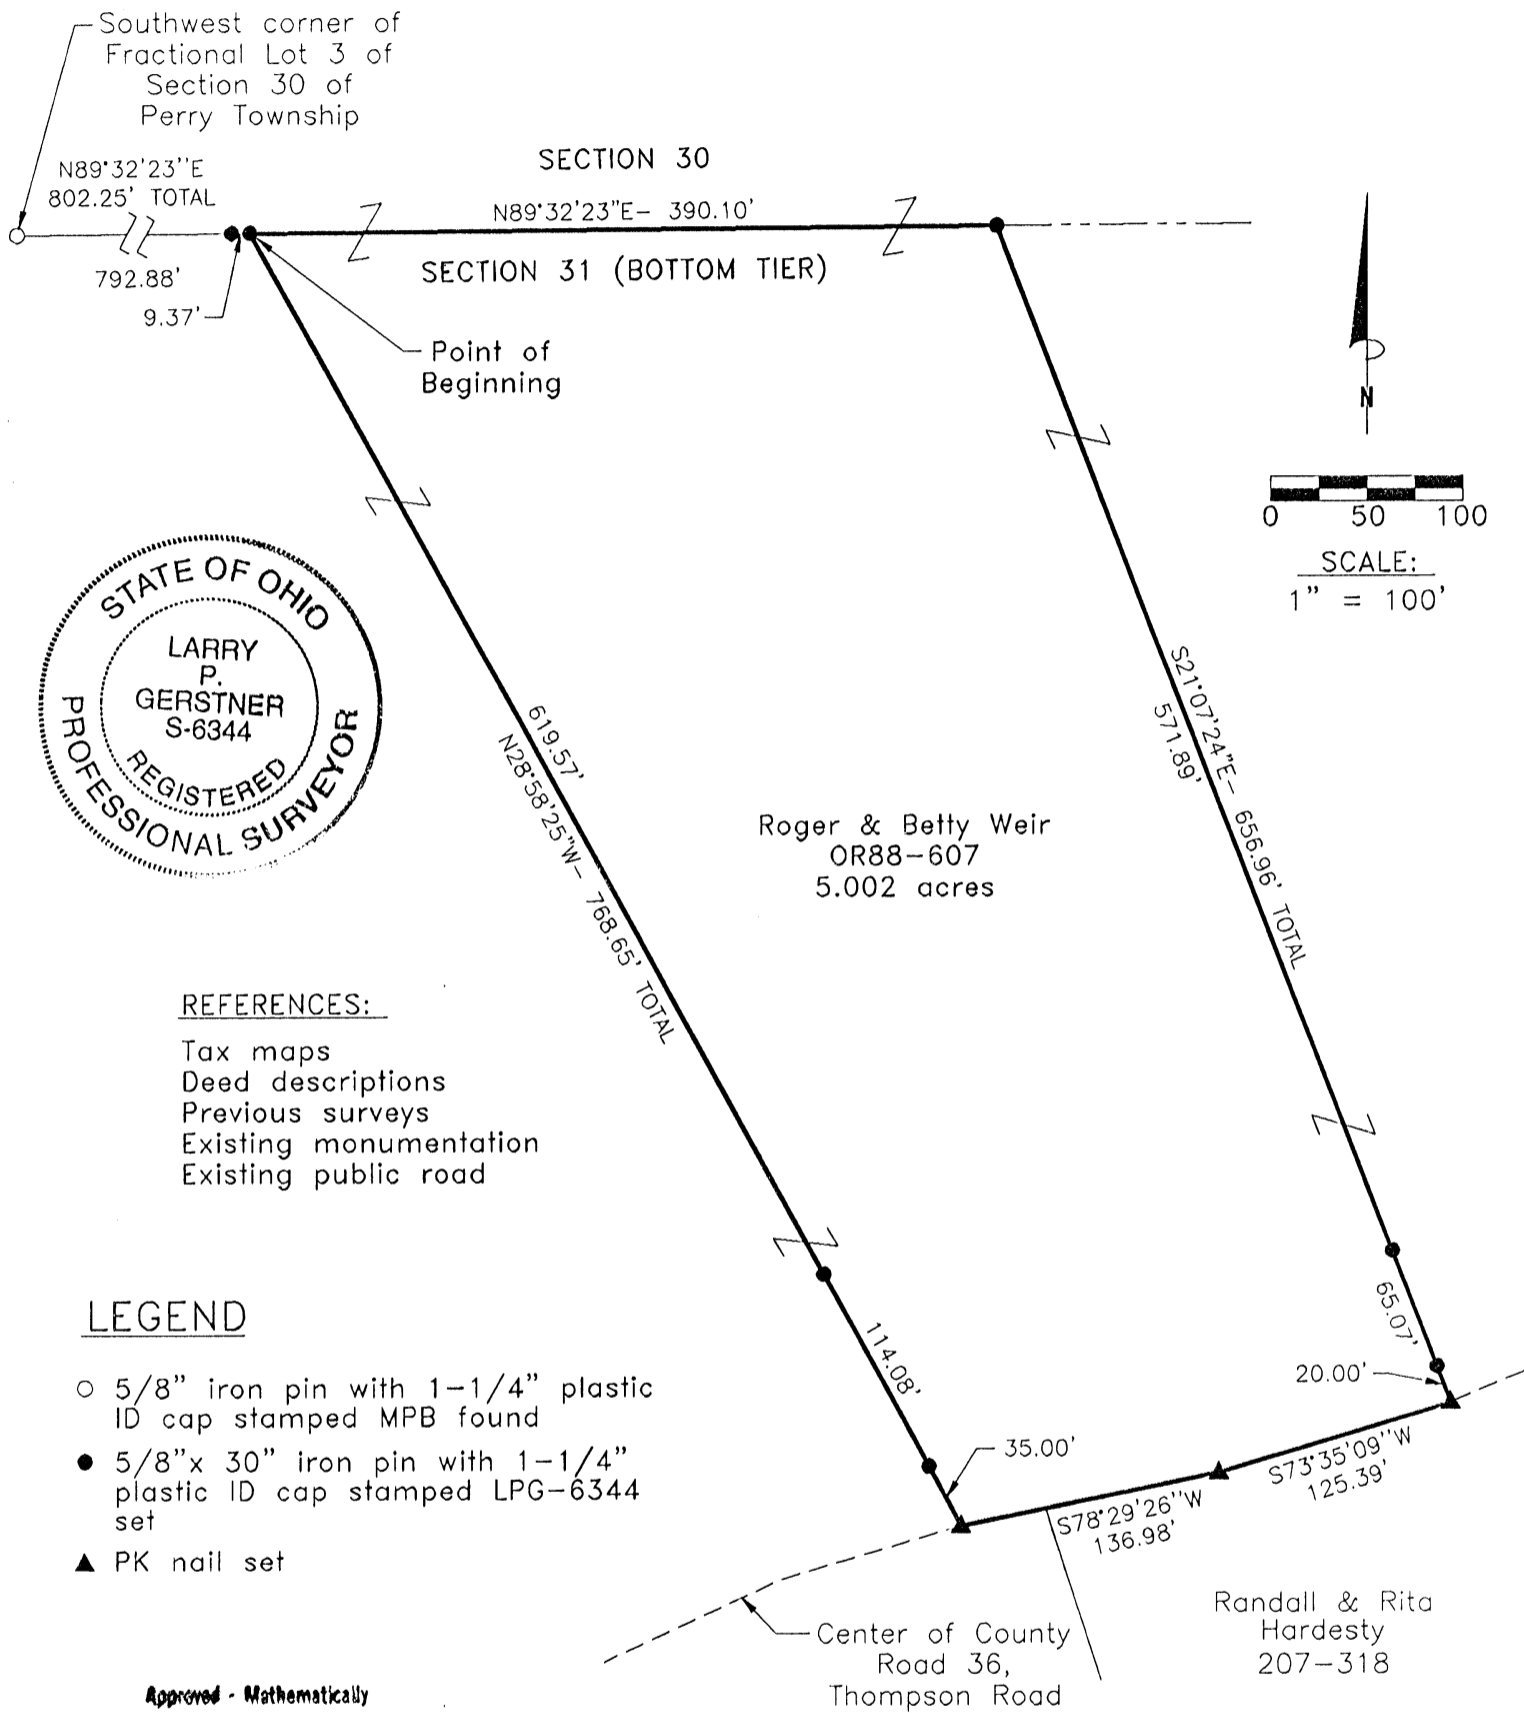 Southwest corner of
Fractional Lot 3 of
Section 30 of
Perry Township
N89°32'23''E
802.25' TOTAL
792.88'
9.37'
SECTION 30
N89°32'23"E– 390.10'
SECTION 31 (BOTTOM TIER)
Point of
Beginning
N
0 50 100
SCALE:
1" = 100'
STATE OF OHIO
LARRY
P.
GERSTNER
S-6344
REGISTERED
PROFESSIONAL SURVEYOR
619.57'
N28°58'25"W– 768.65' TOTAL
S21°07'24"E– 656.96' TOTAL
571.89'
Roger & Betty Weir
OR88–607
5.002 acres
REFERENCES:
Tax maps
Deed descriptions
Previous surveys
Existing monumentation
Existing public road
LEGEND
5/8" iron pin with 1–1/4" plastic
ID cap stamped MPB found
5/8"x 30" iron pin with 1–1/4"
plastic ID cap stamped LPG–6344
set
PK nail set
114.08'
35.00'
65.07'
20.00'
S73°35'09''W
125.39'
S78°29'26''W
136.98'
Center of County
Road 36,
Thompson Road
Randall & Rita
Hardesty
207–318
Approved - Mathematically